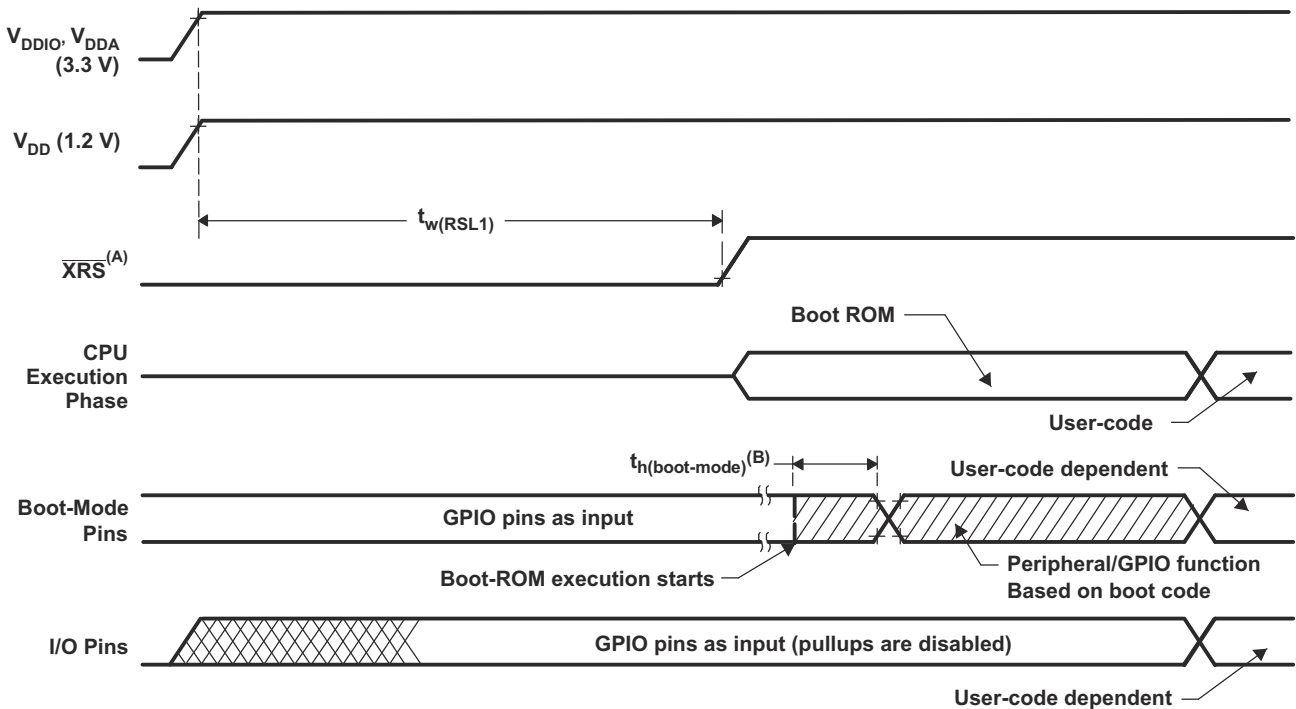 V_DDIO, V_DDA
(3.3 V)
V_DD (1.2 V)
t_w(RSL1)
XRS(A)
Boot ROM
CPU
Execution
Phase
User-code
t_h(boot-mode)(B)
User-code dependent
Boot-Mode
Pins
GPIO pins as input
Boot-ROM execution starts
Peripheral/GPIO function
Based on boot code
I/O Pins
GPIO pins as input (pullups are disabled)
User-code dependent